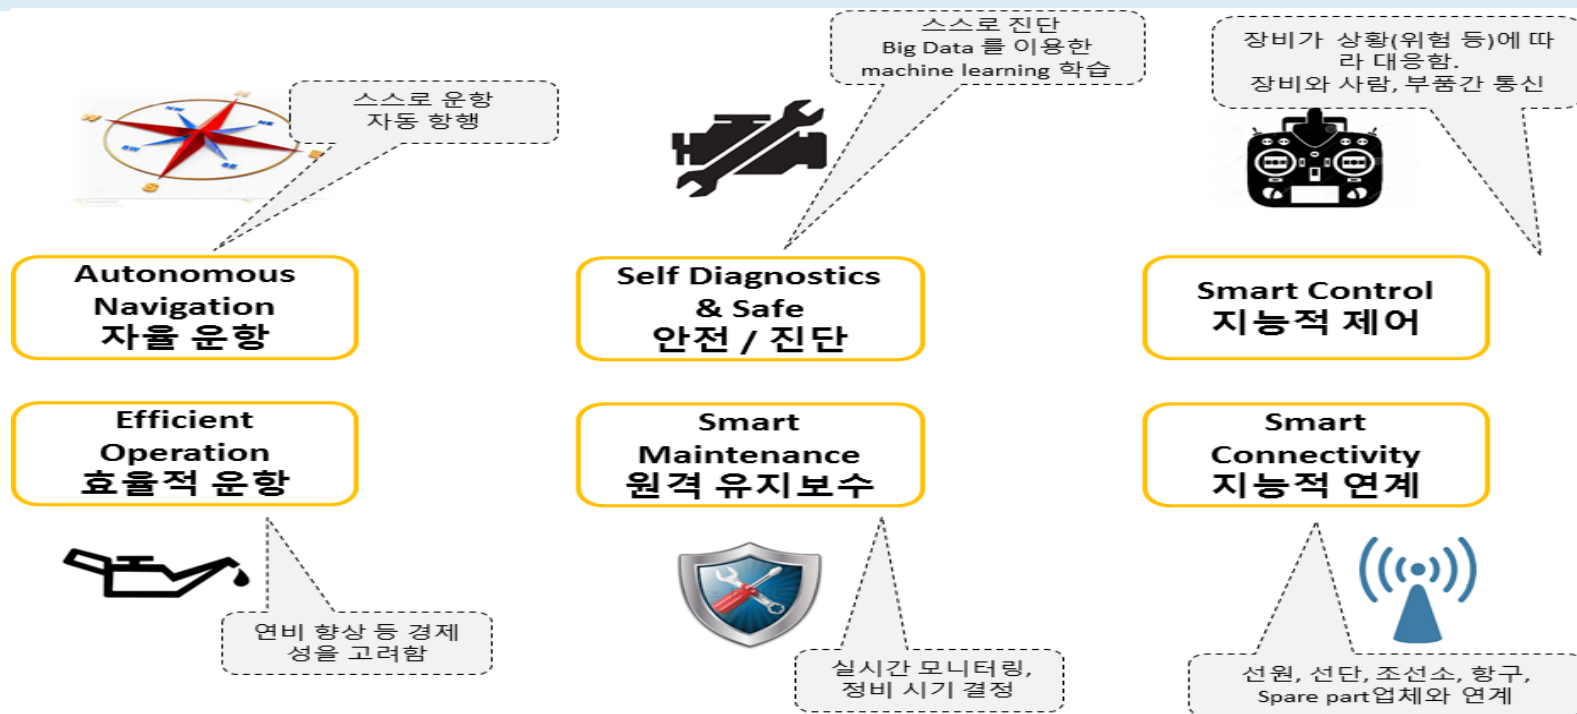 스스로 운항
자동 항행
스스로 진단
Big Data 를 이용한
machine learning 학습
장비가 상황(위험 등)에 따
라 대응함.
장비와 사람, 부품간 통신
N
NE
E
SE
S
SW
W
NW
Autonomous
Navigation
자율 운항
Self Diagnostics
& Safe
안전 / 진단
Smart Control
지능적 제어
Efficient
Operation
효율적 운항
Smart
Maintenance
원격 유지보수
Smart
Connectivity
지능적 연계
연비 향상 등 경제
성을 고려함
실시간 모니터링,
정비 시기 결정
선원, 선단, 조선소, 항구,
Spare part업체와 연계